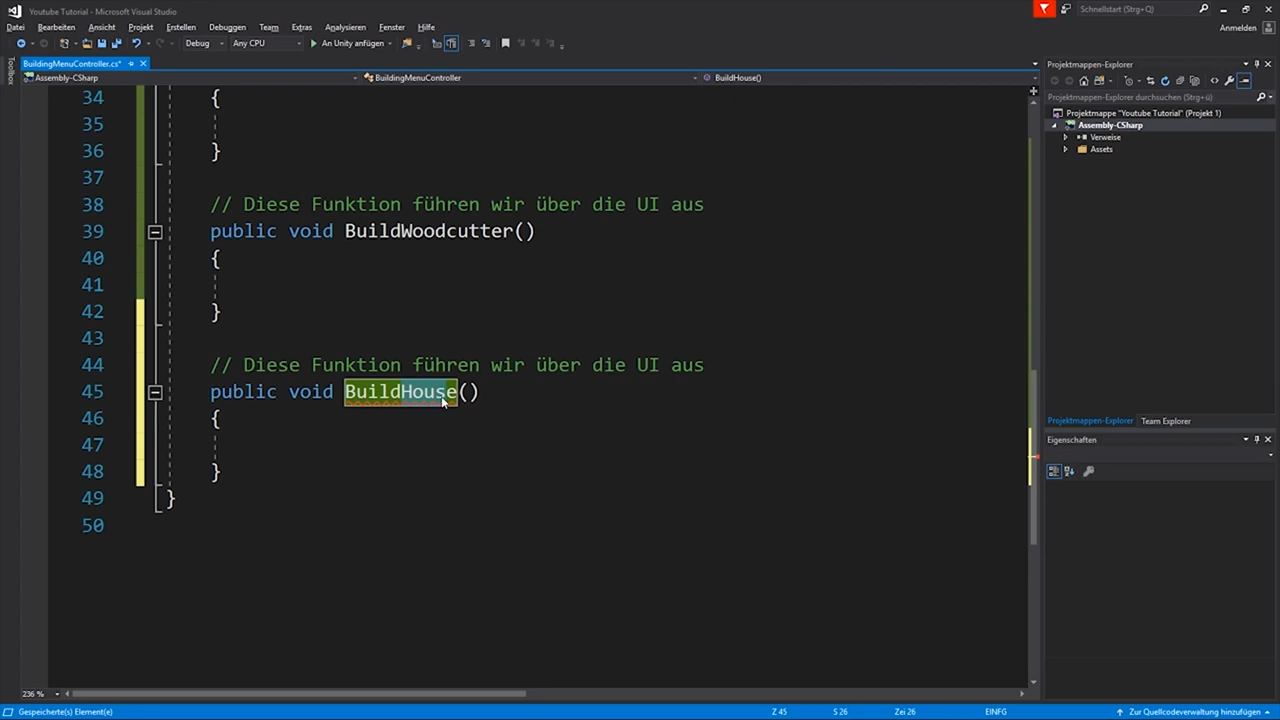 Youtube Tutorial - Microsoft Visual Studio
Schnellstart (Strg+Q)
Datei Bearbeiten Ansicht Projekt Erstellen Debuggen Team Extras Analysieren Fenster Hilfe
Anmelden
Debug Any CPU An Unity anfügen
Toolbox
BuildingMenuController.cs*
Assembly-CSharp
BuildingMenuController
BuildHouse()
34 {
35
36 }
37
38 // Diese Funktion führen wir über die UI aus
39 public void BuildWoodcutter()
40 {
41
42 }
43
44 // Diese Funktion führen wir über die UI aus
45 public void BuildHouse()
46 {
47
48 }
49 }
50
236 %
Projektmappen-Explorer
Projektmappen-Explorer durchsuchen (Strg+ü)
Projektmappe "Youtube Tutorial" (Projekt 1)
Assembly-CSharp
Verweise
Assets
Projektmappen-Explorer Team Explorer
Eigenschaften
Gespeicherte(s) Element(e)
Z 45 S 26 Zei 26 EINFG
Zur Quellcodeverwaltung hinzufügen